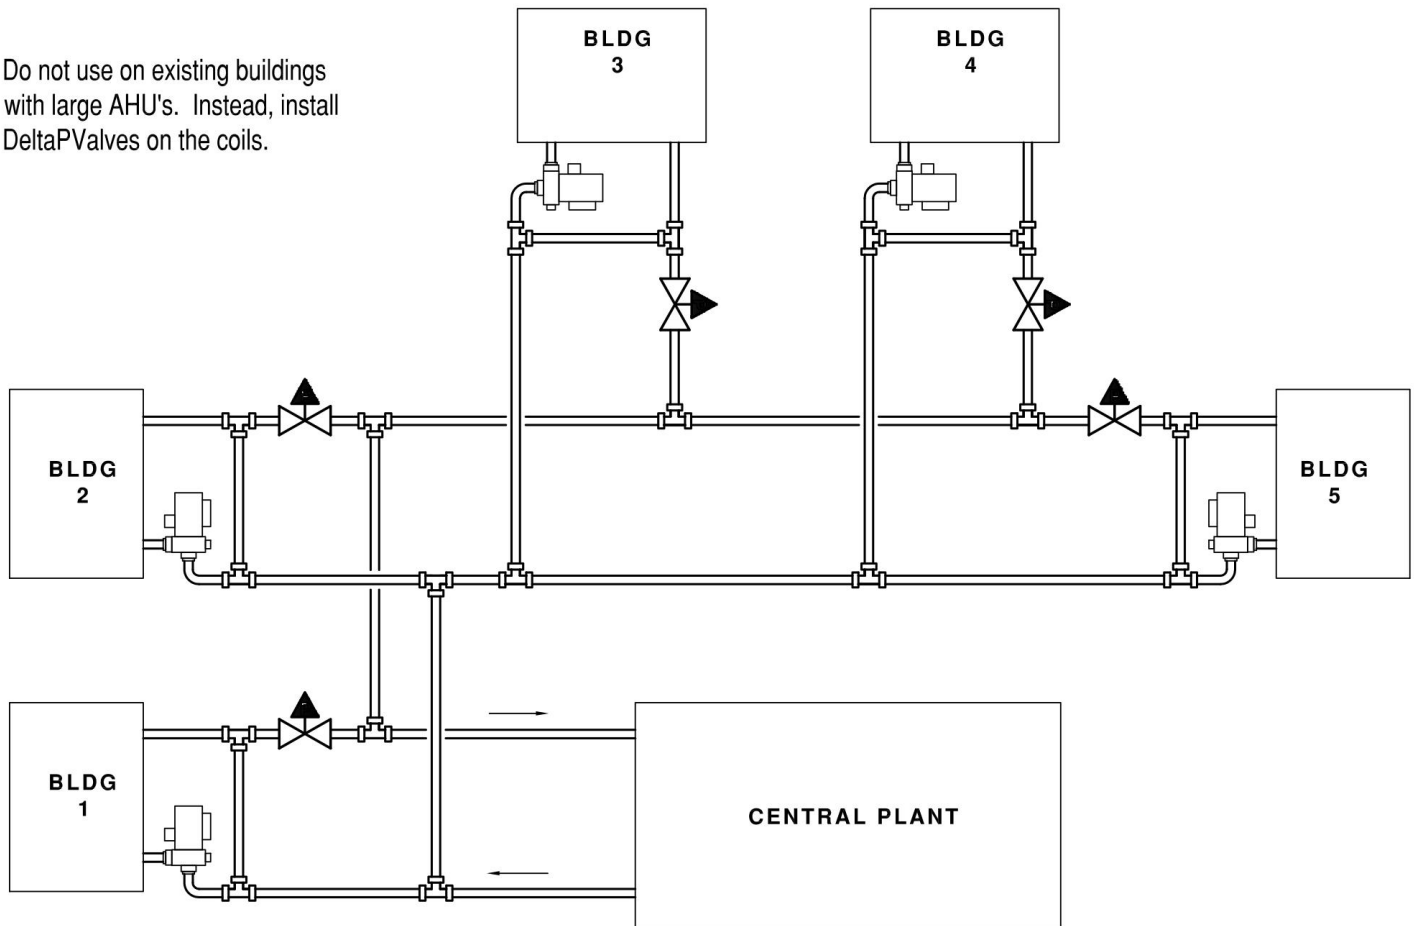 Do not use on existing buildings
with large AHU's. Instead, install
DeltaPValves on the coils.
BLDG
3
BLDG
4
BLDG
2
BLDG
5
BLDG
1
CENTRAL PLANT